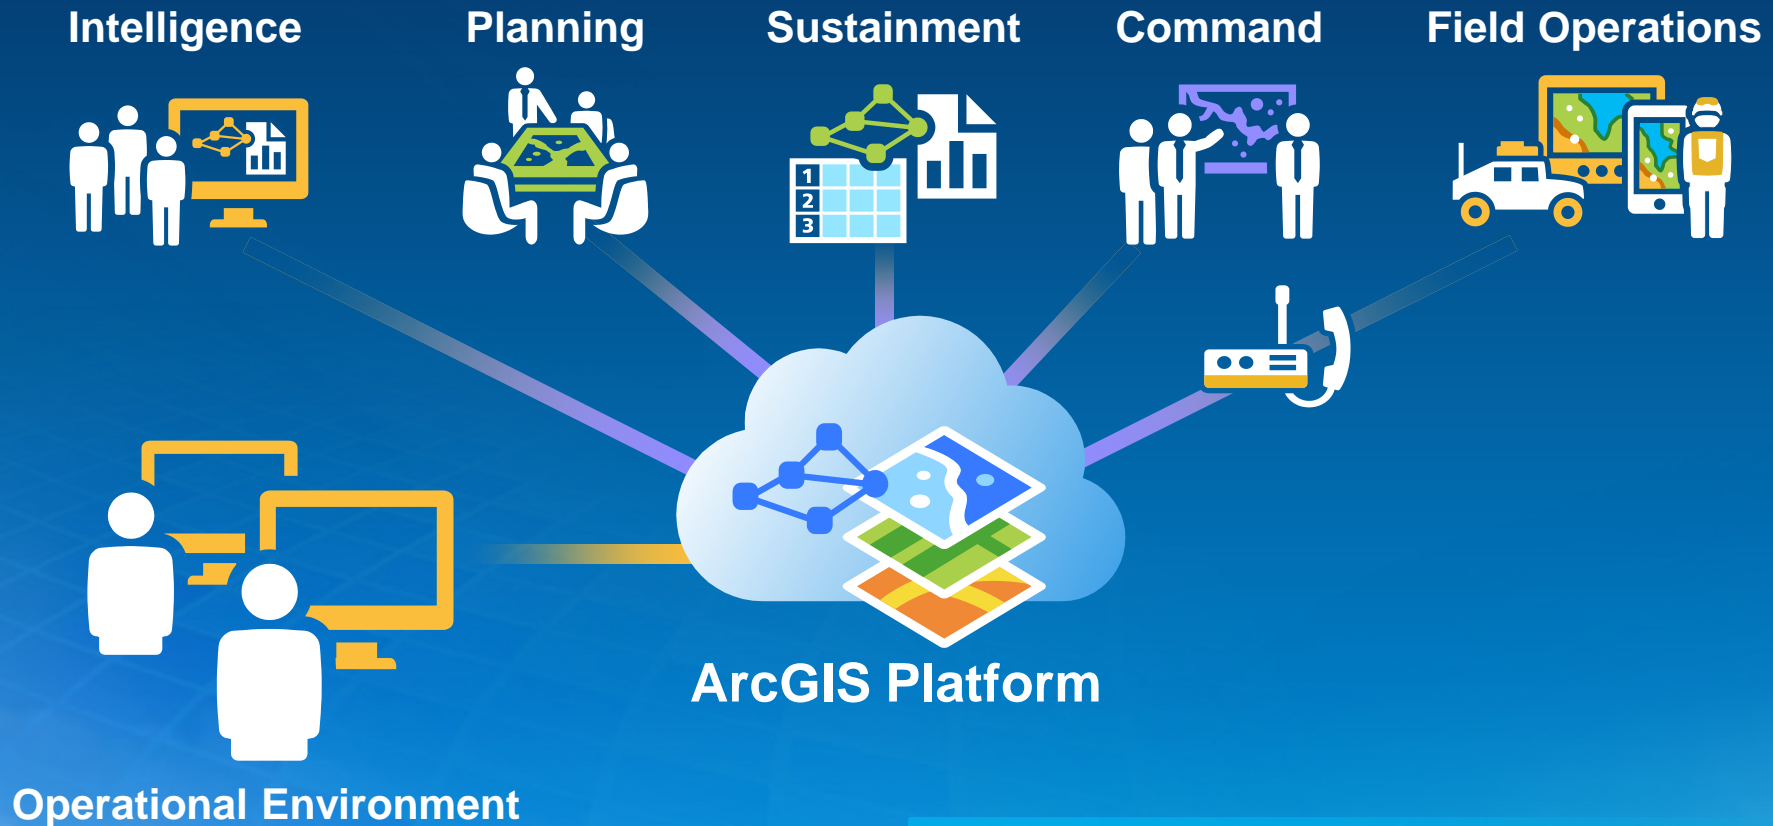 Intelligence
Planning
Sustainment
Command
Field Operations
1
2
3
ArcGIS Platform
Operational Environment